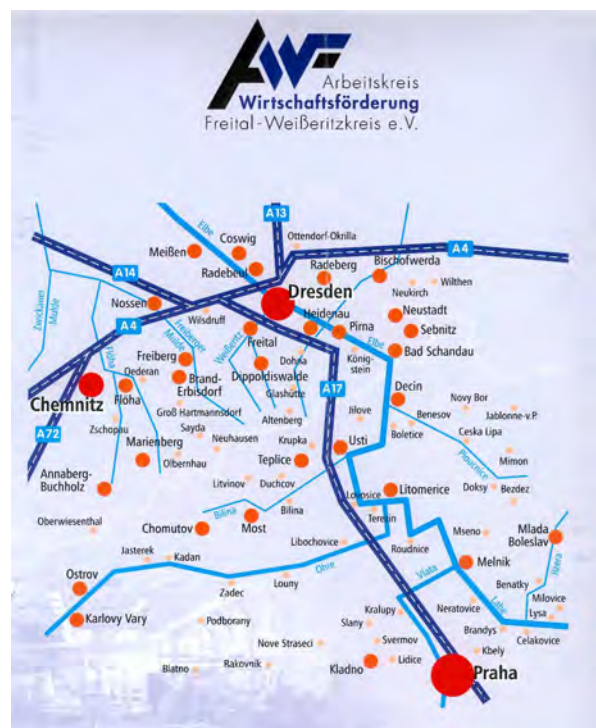 AWF
Arbeitskreis
Wirtschaftsförderung
Freital-Weißeritzkreis e.V.
A13
Elbe
Coswig
Ottendorf-Okrilla
A4
Meißen
Radebeul
Radeberg
Bischofwerda
A14
Wilthen
Neukirch
Zwickauer
Mulde
Nossen
Dresden
Wilsdruff
Heidenau
Neustadt
A4
Freiberger
Mulde
Weißeritz
Freital
Pirna
Sebnitz
Elbe
Bad Schandau
Flöha
Freiberg
Dohna
König-
stein
Oederan
Brand-
Erbisdorf
Dippoldiswalde
A17
Chemnitz
Flöha
Glashütte
Decin
Novy Bor
Groß Hartmannsdorf
Altenberg
Jilove
Benesov
Jablonne-v.P.
Zschopau
Sayda
A72
Marienberg
Neuhausen
Krupka
Usti
Boletice
Ceska Lipa
Olbernhau
Teplice
Ploucnice
Mimon
Annaberg-
Buchholz
Litvinov
Duchcov
Litomerice
Doksy
Bezdez
Lovosice
Bilina
Bilina
Oberwiesenthal
Chomutov
Most
Terezin
Mseno
Mlada
Boleslav
Libochovice
Roudnice
Jasterek
Kadan
Ohre
Melnik
Jizera
Ostrov
Vlata
Louny
Zadec
Labe
Benatky
Milovice
Karlovy Vary
Podborany
Kralupy
Neratovice
Lysa
Slany
Brandys
Celakovice
Nove Straseci
Svermov
Kbely
Blatno
Rakovnik
Kladno
Lidice
Praha